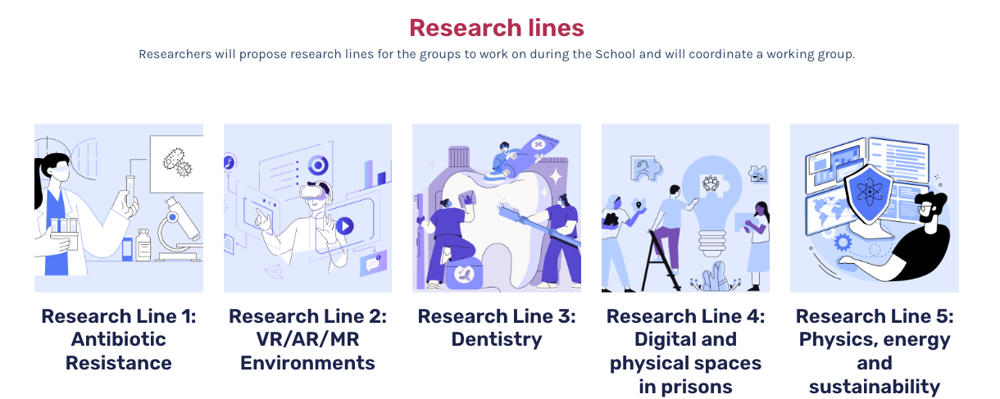 Research lines
Researchers will propose research lines for the groups to work on during the School and will coordinate a working group.
Research Line 1:
Antibiotic
Resistance
Research Line 2:
VR/AR/MR
Environments
Research Line 3:
Dentistry
Research Line 4:
Digital and
physical spaces
in prisons
Research Line 5:
Physics, energy
and
sustainability